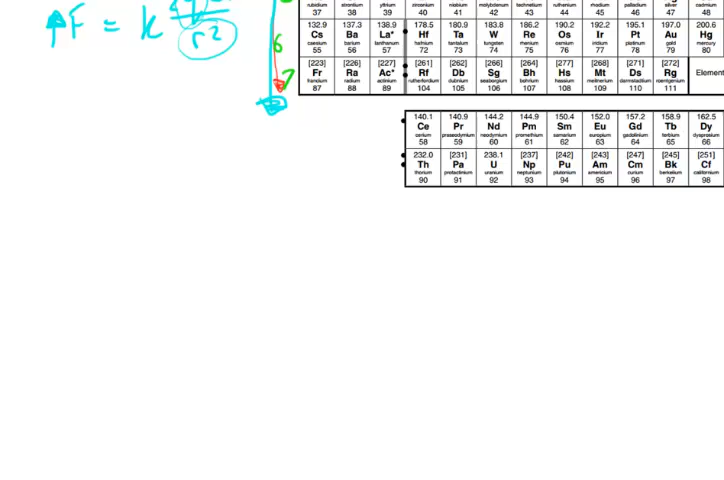 F = k
r²
6
7
rubidium strontium yttrium zirconium niobium molybdenum technetium ruthenium rhodium palladium silver cadmium
37 38 39 40 41 42 43 44 45 46 47 48
132.9 137.3 138.9 178.5 180.9 183.8 186.2 190.2 192.2 195.1 197.0 200.6
Cs Ba La* Hf Ta W Re Os Ir Pt Au Hg
caesium barium lanthanum hafnium tantalum tungsten rhenium osmium iridium platinum gold mercury
55 56 57 72 73 74 75 76 77 78 79 80
[223] [226] [227] [261] [262] [266] [264] [277] [268] [271] [272]
Fr Ra Ac* Rf Db Sg Bh Hs Mt Ds Rg Element
francium radium actinium rutherfordium dubnium seaborgium bohrium hassium meitnerium darmstadtium roentgenium
87 88 89 104 105 106 107 108 109 110 111
140.1 140.9 144.2 144.9 150.4 152.0 157.2 158.9 162.5
Ce Pr Nd Pm Sm Eu Gd Tb Dy
cerium praseodymium neodymium promethium samarium europium gadolinium terbium dysprosium
58 59 60 61 62 63 64 65 66
232.0 [231] 238.1 [237] [242] [243] [247] [245] [251]
Th Pa U Np Pu Am Cm Bk Cf
thorium protactinium uranium neptunium plutonium americium curium berkelium californium
90 91 92 93 94 95 96 97 98